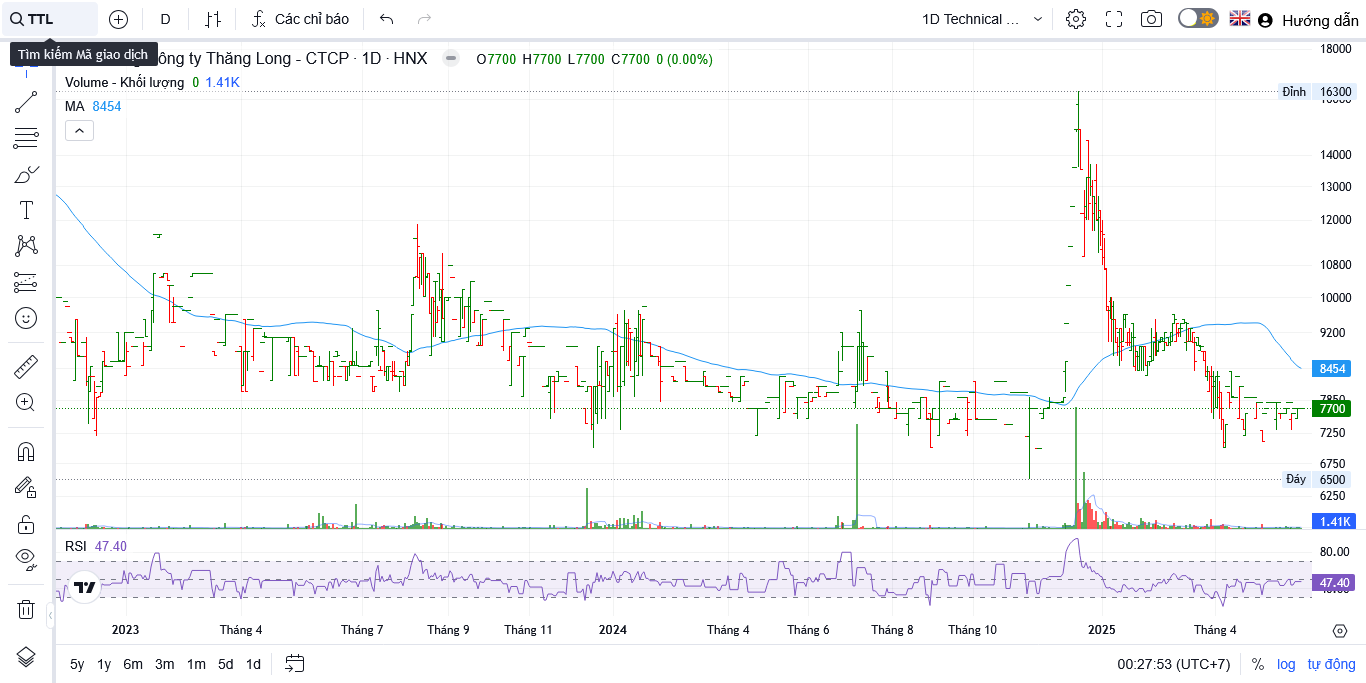 TTL
D
Các chỉ báo
1D Technical ...
Hướng dẫn
Tìm kiếm Mã giao dịch
ông ty Thăng Long - CTCP · 1D · HNX
O7700 H7700 L7700 C7700 0 (0.00%)
Volume - Khối lượng 0 1.41K
MA 8454
18000
Đỉnh 16300
14000
13000
12000
10800
10000
9200
8454
7850
7700
7250
6750
Đáy 6500
6250
1.41K
RSI 47.40
80.00
47.40
2023
Tháng 4
Tháng 7
Tháng 9
Tháng 11
2024
Tháng 4
Tháng 6
Tháng 8
Tháng 10
2025
Tháng 4
5y 1y 6m 3m 1m 5d 1d
00:27:53 (UTC+7)
%
log
tự động